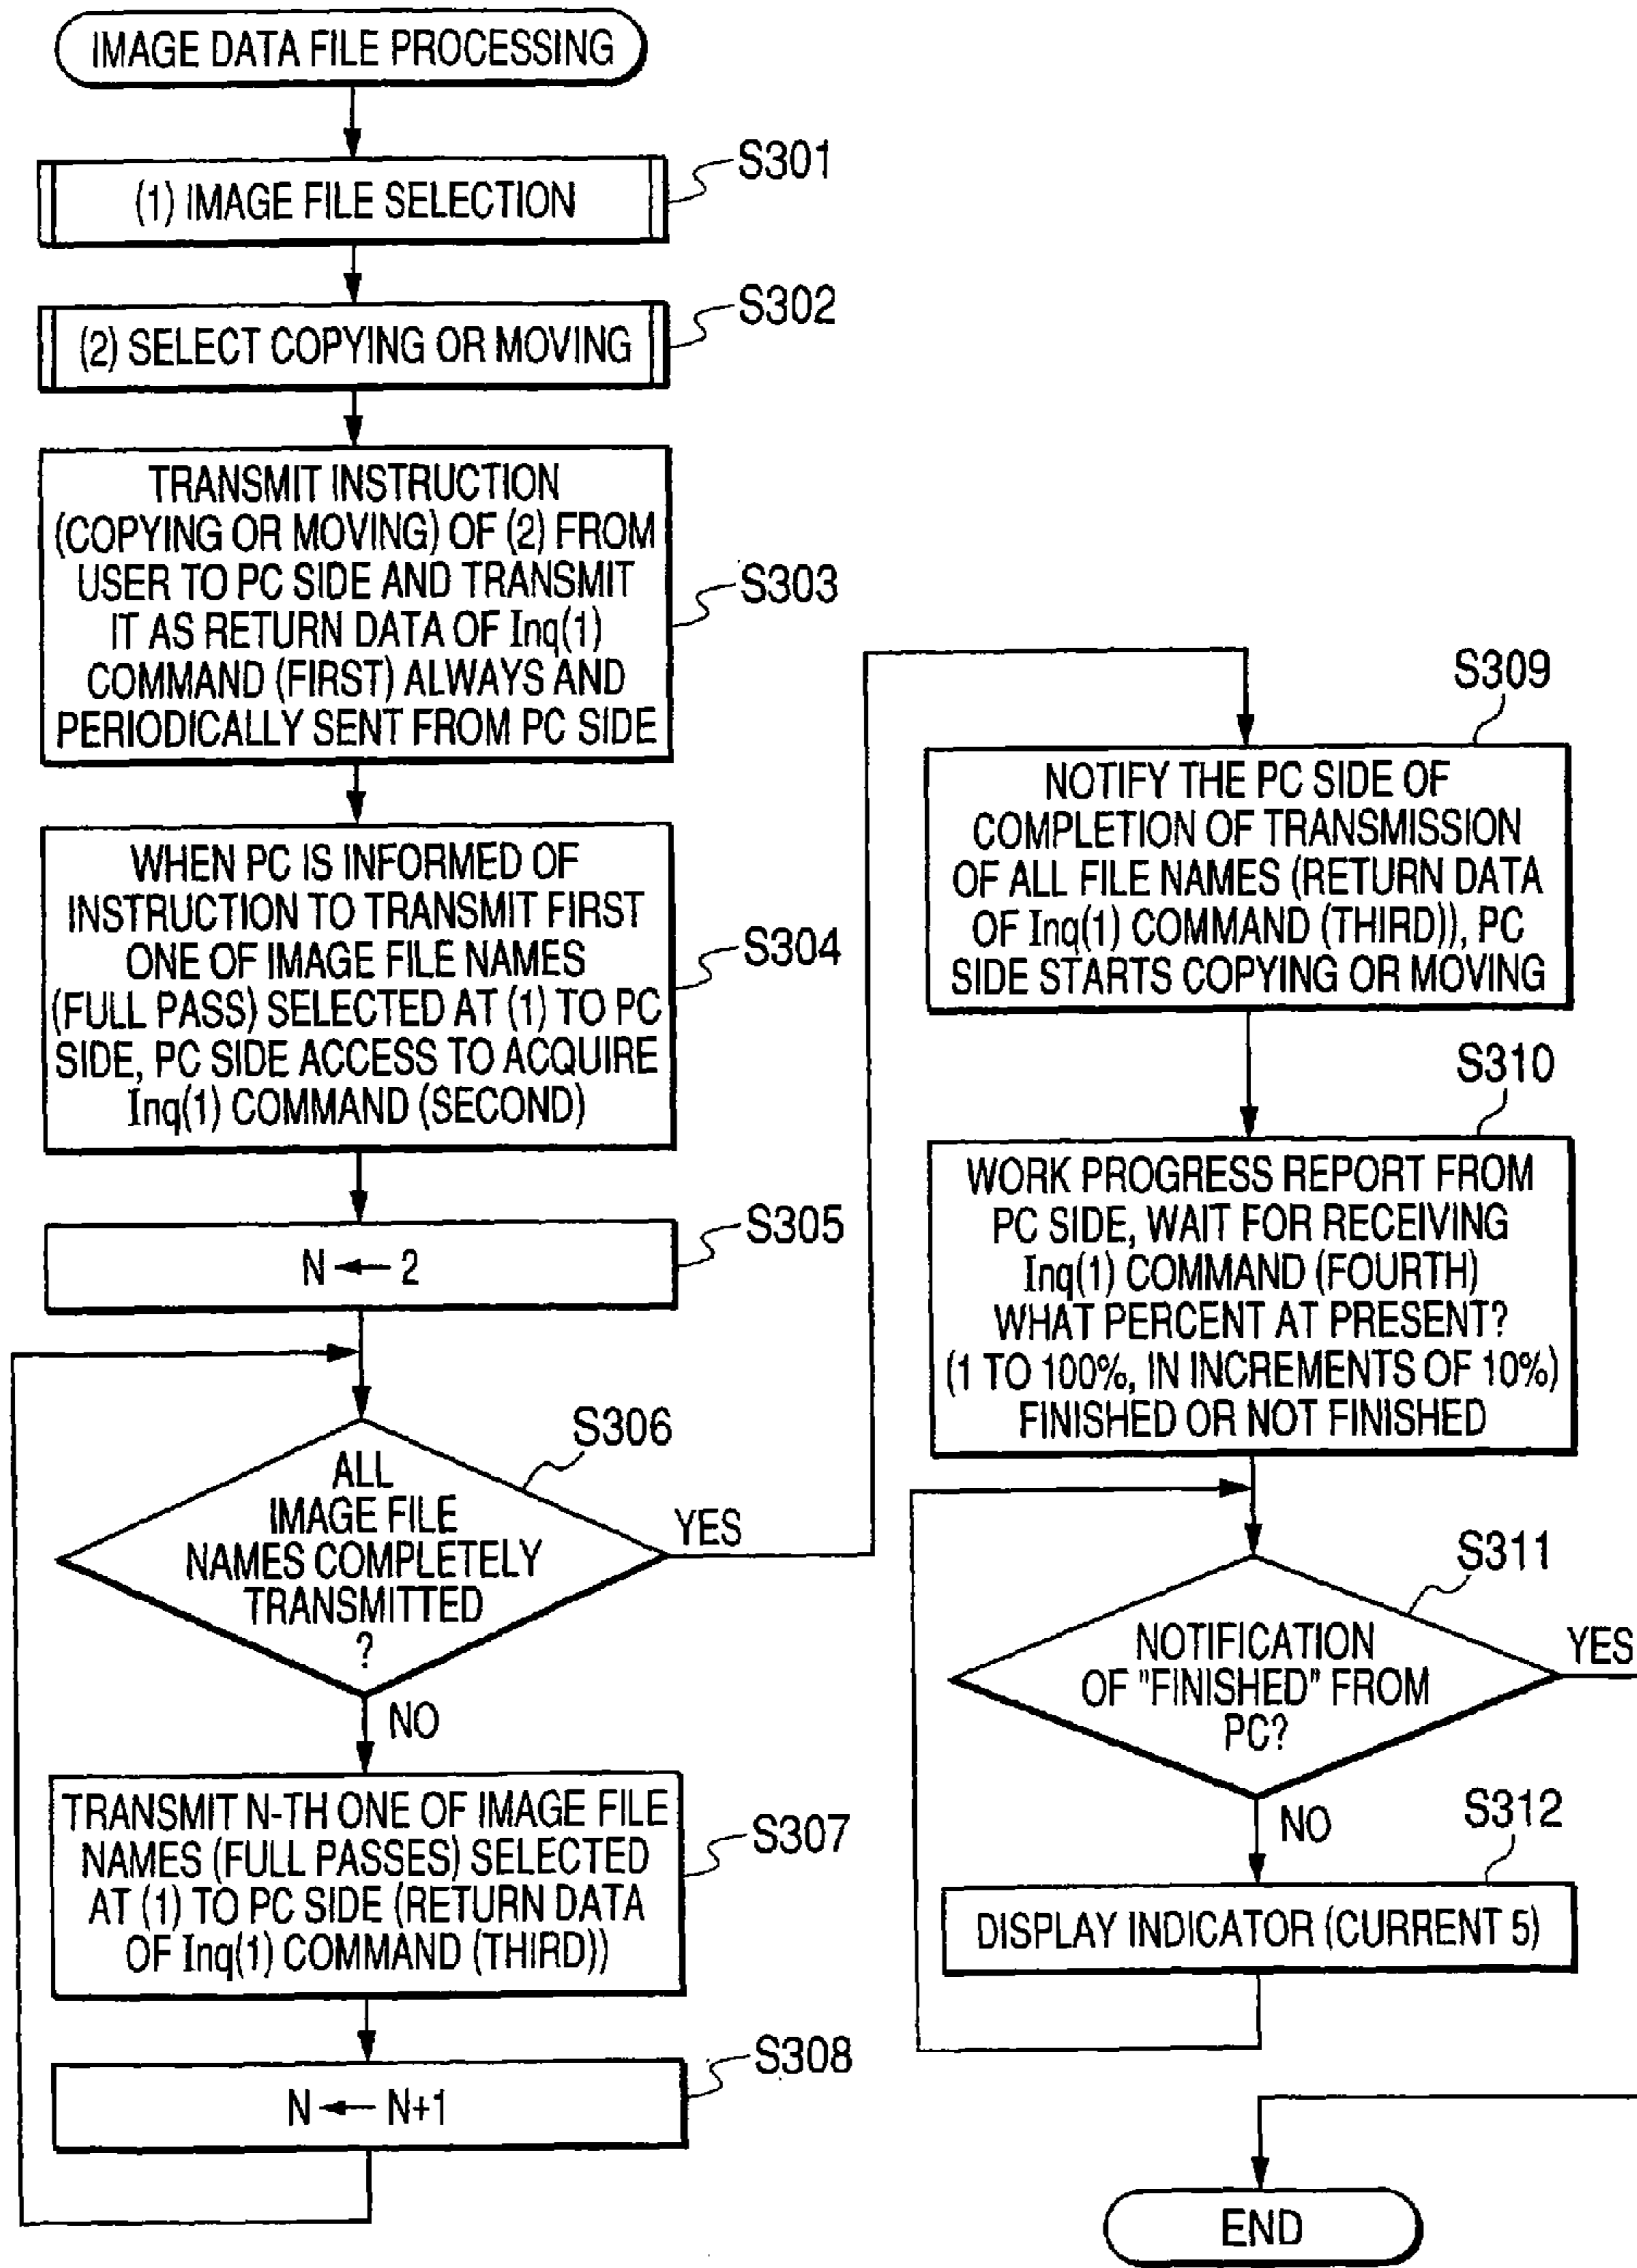 IMAGE DATA FILE PROCESSING
(1) IMAGE FILE SELECTION
S301
(2) SELECT COPYING OR MOVING
S302
TRANSMIT INSTRUCTION
(COPYING OR MOVING) OF (2) FROM
USER TO PC SIDE AND TRANSMIT
IT AS RETURN DATA OF Inq(1)
COMMAND (FIRST) ALWAYS AND
PERIODICALLY SENT FROM PC SIDE
S303
WHEN PC IS INFORMED OF
INSTRUCTION TO TRANSMIT FIRST
ONE OF IMAGE FILE NAMES
(FULL PASS) SELECTED AT (1) TO PC
SIDE, PC SIDE ACCESS TO ACQUIRE
Inq(1) COMMAND (SECOND)
S304
N ← 2
S305
ALL
IMAGE FILE
NAMES COMPLETELY
TRANSMITTED
?
S306
YES
NO
TRANSMIT N-TH ONE OF IMAGE FILE
NAMES (FULL PASSES) SELECTED
AT (1) TO PC SIDE (RETURN DATA
OF Inq(1) COMMAND (THIRD))
S307
N ← N+1
S308
S309
NOTIFY THE PC SIDE OF
COMPLETION OF TRANSMISSION
OF ALL FILE NAMES (RETURN DATA
OF Inq(1) COMMAND (THIRD)), PC
SIDE STARTS COPYING OR MOVING
S310
WORK PROGRESS REPORT FROM
PC SIDE, WAIT FOR RECEIVING
Inq(1) COMMAND (FOURTH)
WHAT PERCENT AT PRESENT?
(1 TO 100%, IN INCREMENTS OF 10%)
FINISHED OR NOT FINISHED
S311
NOTIFICATION
OF "FINISHED" FROM
PC?
YES
NO
S312
DISPLAY INDICATOR (CURRENT 5)
END